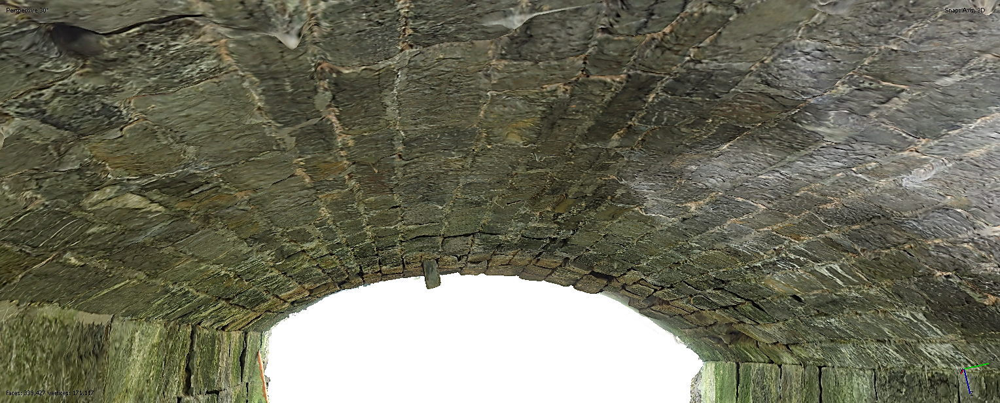 Perspective 30°
Snap: Axis, 3D
faces: 339,427 vertices: 171,117
Z